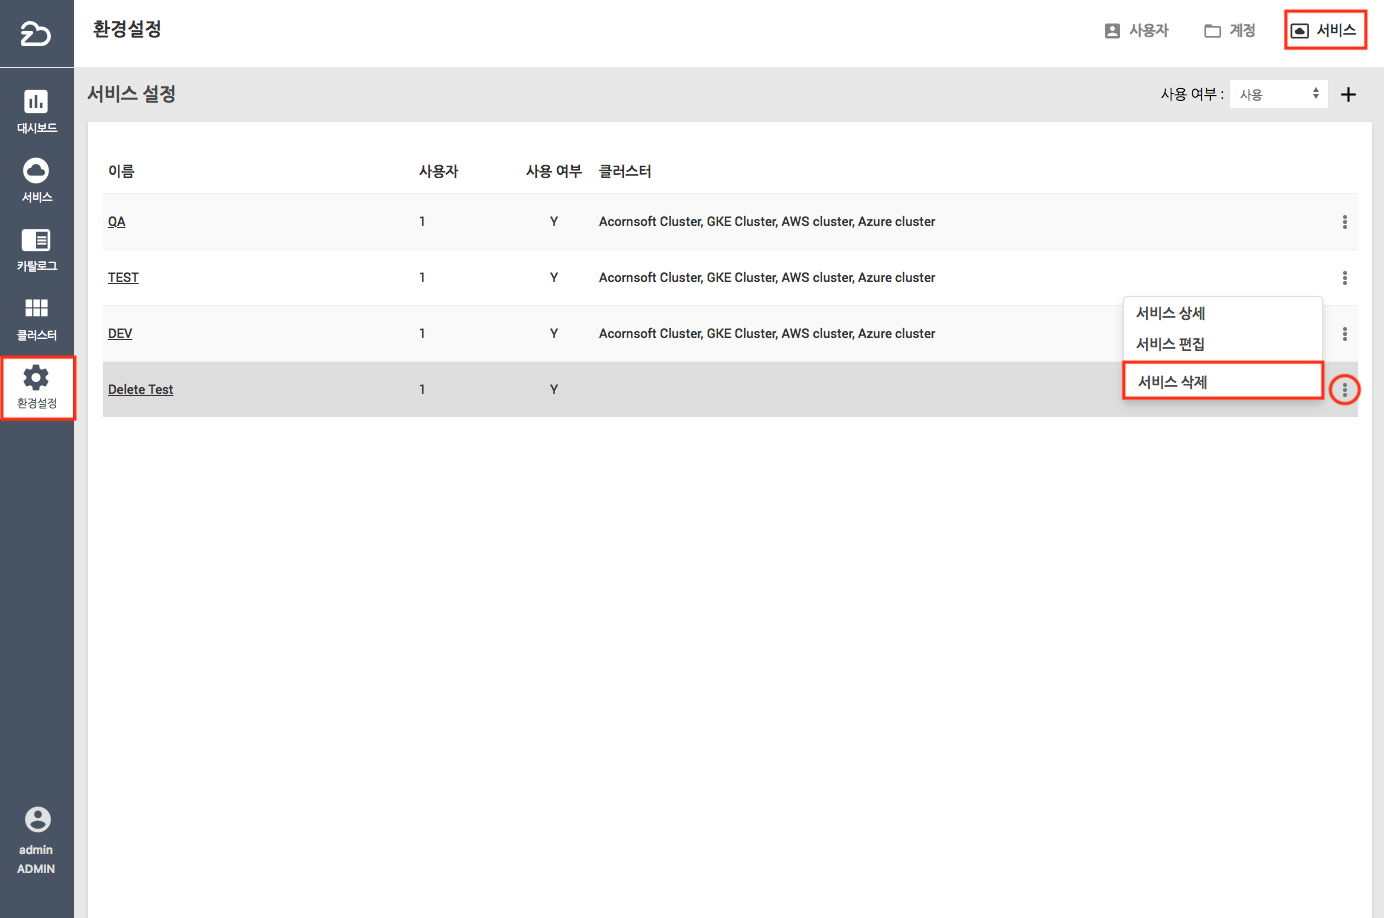 환경설정
사용자
계정
서비스
대시보드
서비스
카탈로그
클러스터
환경설정
admin
ADMIN
서비스 설정
사용 여부 : 사용
이름 사용자 사용 여부 클러스터
QA 1 Y Acornsoft Cluster, GKE Cluster, AWS cluster, Azure cluster
TEST 1 Y Acornsoft Cluster, GKE Cluster, AWS cluster, Azure cluster
DEV 1 Y Acornsoft Cluster, GKE Cluster, AWS cluster, Azure cluster
Delete Test 1 Y
서비스 상세
서비스 편집
서비스 삭제